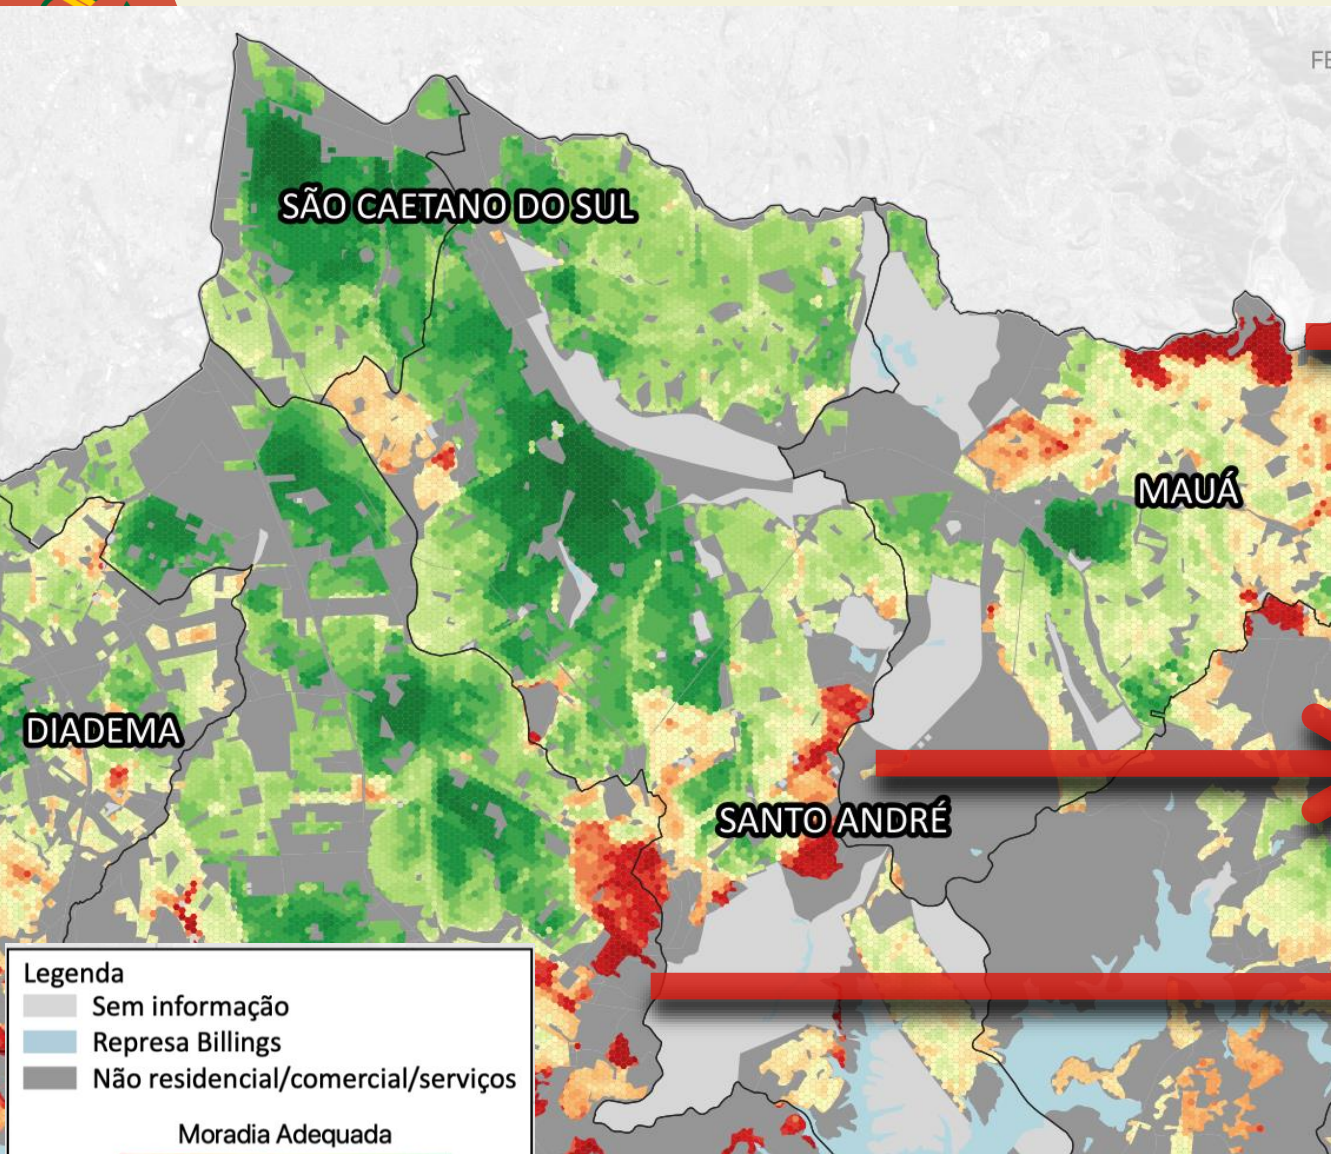 FE
SÃO CAETANO DO SUL
MAUÁ
DIADEMA
SANTO ANDRÉ
Legenda
Sem informação
Represa Billings
Não residencial/comercial/serviços
Moradia Adequada